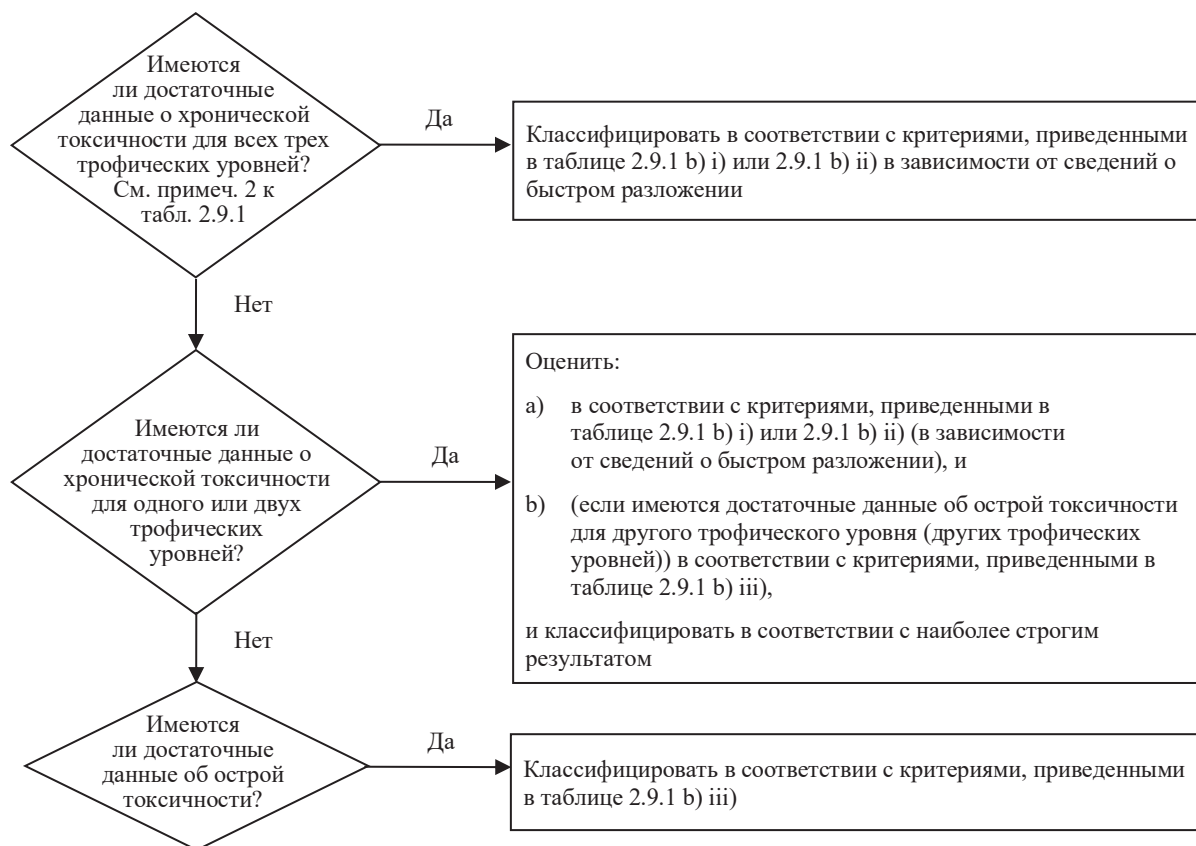 Имеются
ли достаточные
данные о хронической
токсичности для всех трех
трофических уровней?
См. примеч. 2 к
табл. 2.9.1
Да
Классифицировать в соответствии с критериями, приведенными
в таблице 2.9.1 b) i) или 2.9.1 b) ii) в зависимости от сведений о
быстром разложении
Нет
Имеются ли
достаточные данные о
хронической токсичности
для одного или двух
трофических
уровней?
Да
Оценить:
a) в соответствии с критериями, приведенными в
таблице 2.9.1 b) i) или 2.9.1 b) ii) (в зависимости
от сведений о быстром разложении), и
b) (если имеются достаточные данные об острой токсичности
для другого трофического уровня (других трофических
уровней)) в соответствии с критериями, приведенными в
таблице 2.9.1 b) iii),
и классифицировать в соответствии с наиболее строгим
результатом
Нет
Имеются
ли достаточные
данные об острой
токсичности?
Да
Классифицировать в соответствии с критериями, приведенными
в таблице 2.9.1 b) iii)